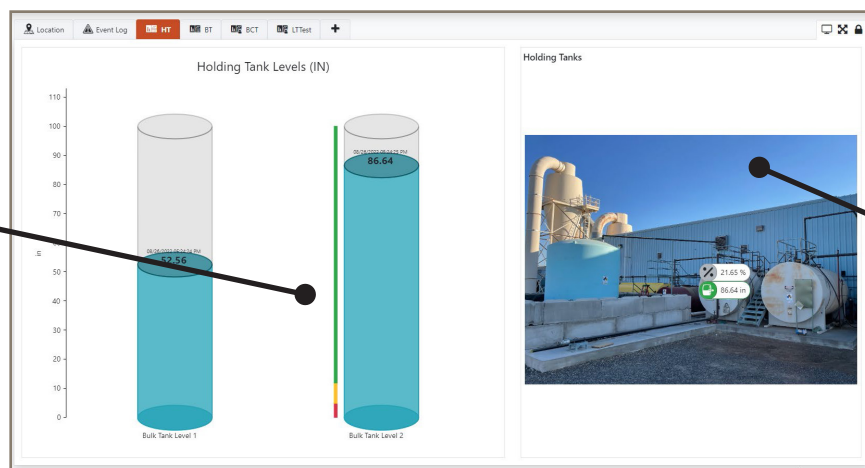 Location
Event Log
HT
BT
BCT
LTTest
Holding Tank Levels (IN)
110
100
90
80
70
50
40
30
20
10
0
in
52.56
86.64
Bulk Tank Level 1
Bulk Tank Level 2
Holding Tanks
21.65 %
86.64 in